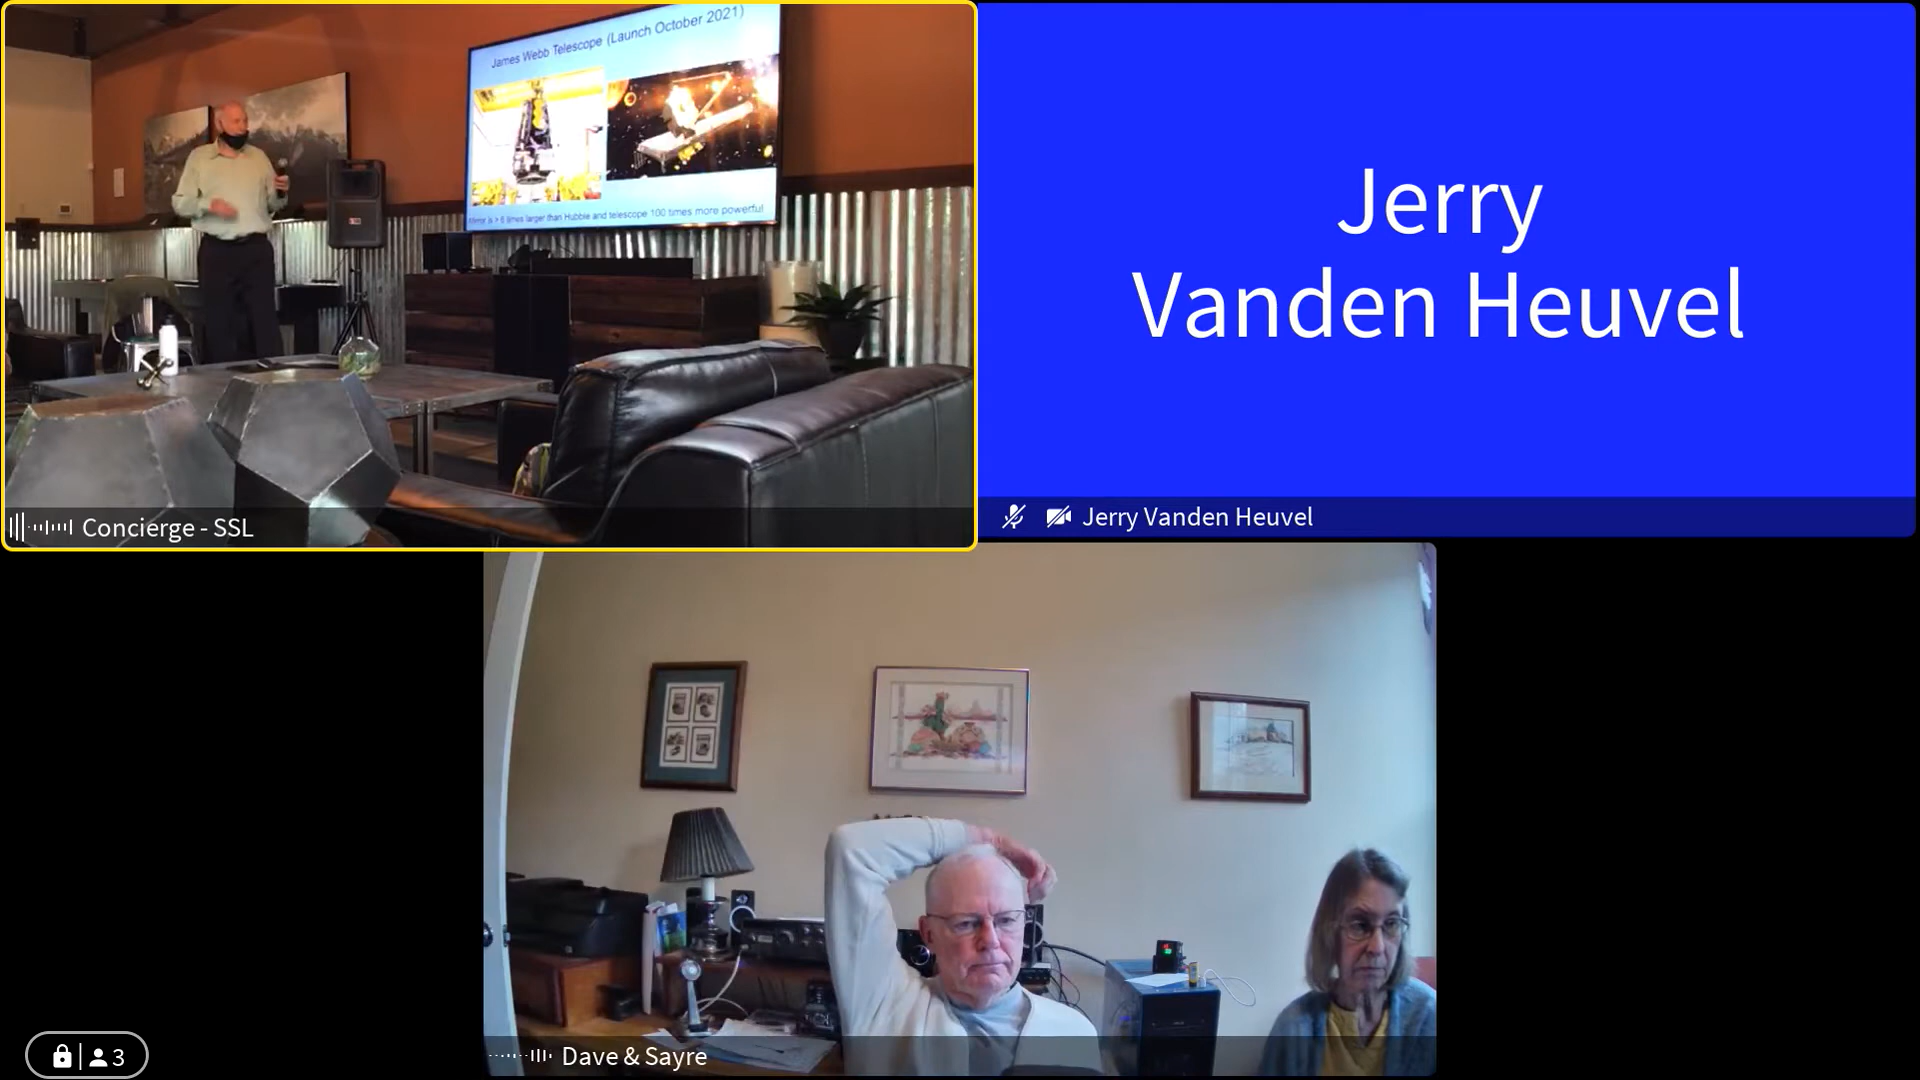 James Webb Telescope (Launch October 2021)
Mirror is > 6 times larger than Hubble and telescope 100 times more powerful
Concierge - SSL
Jerry
Vanden Heuvel
Jerry Vanden Heuvel
Dave & Sayre
3